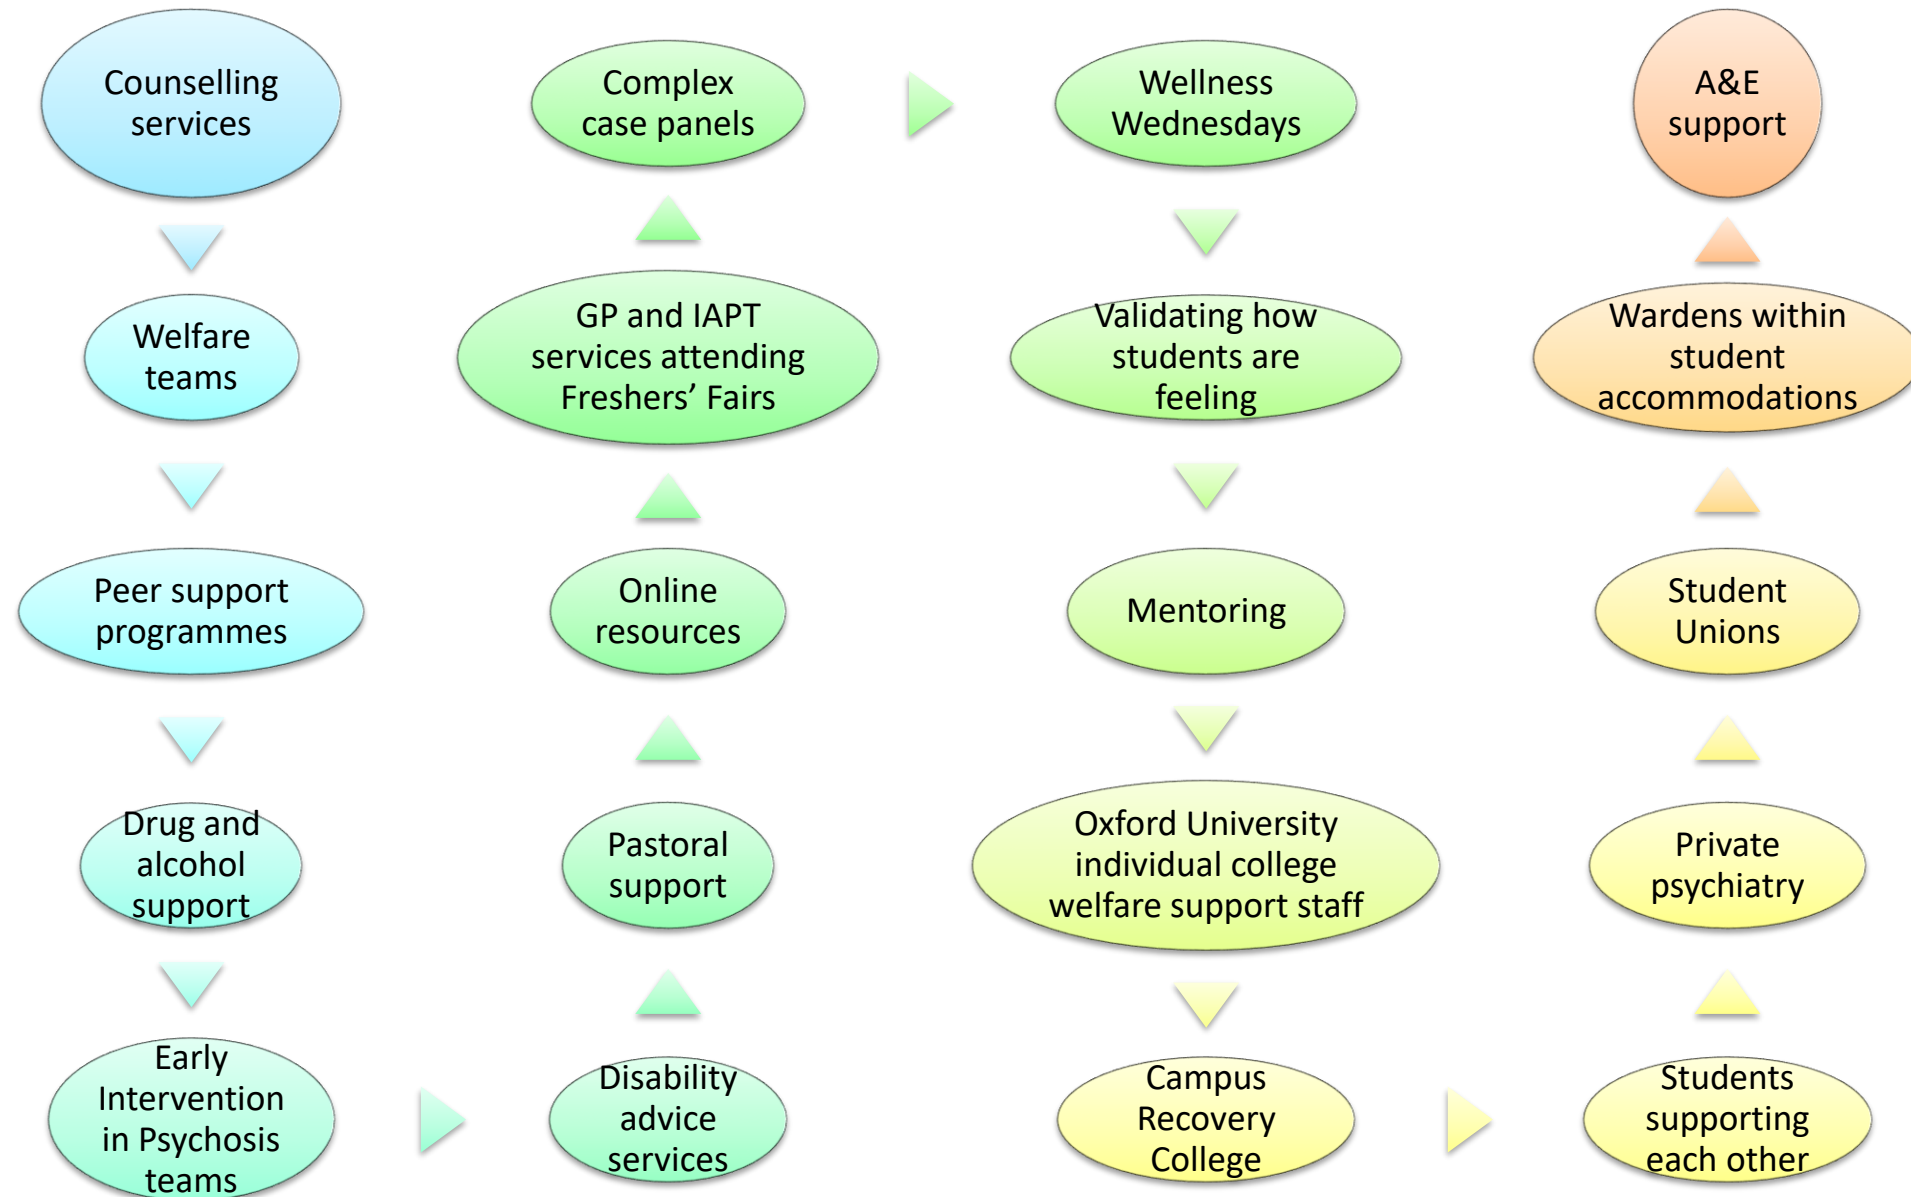 Counselling
services
Welfare
teams
Peer support
programmes
Drug and
alcohol
support
Early
Intervention
in Psychosis
teams
Disability
advice
services
Pastoral
support
Online
resources
GP and IAPT
services attending
Freshers’ Fairs
Complex
case panels
Wellness
Wednesdays
Validating how
students are
feeling
Mentoring
Oxford University
individual college
welfare support staff
Campus
Recovery
College
Students
supporting
each other
Private
psychiatry
Student
Unions
Wardens within
student
accommodations
A&E
support